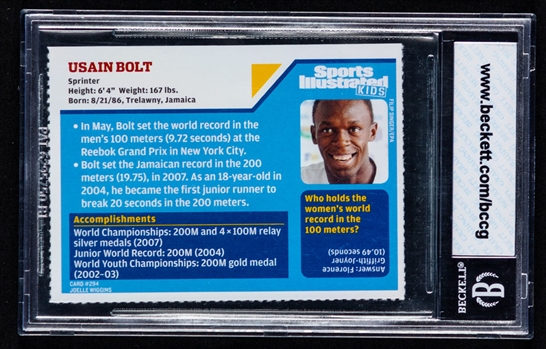 USAIN BOLT
Sprinter
Height: 6' 4" Weight: 167 lbs.
Born: 8/21/86, Trelawny, Jamaica
• In May, Bolt set the world record in the
men's 100 meters (9.72 seconds) at the
Reebok Grand Prix in New York City.
• Bolt set the Jamaican record in the 200
meters (19.75), in 2007. As an 18-year-old in
2004, he became the first junior runner to
break 20 seconds in the 200 meters.
Accomplishments
World Championships: 200M and 4×100M relay
silver medals (2007)
Junior World Record: 200M (2004)
World Youth Championships: 200M gold medal
(2002–03)
CARD #294
JOELLE WIGGINS
Sports
Illustrated
KIDS
Who holds the
women's world
record in the
100 meters?
Answer: Florence
Griffith-Joyner
(10.49 seconds)
www.beckett.com/bccg
BECKETT®
B